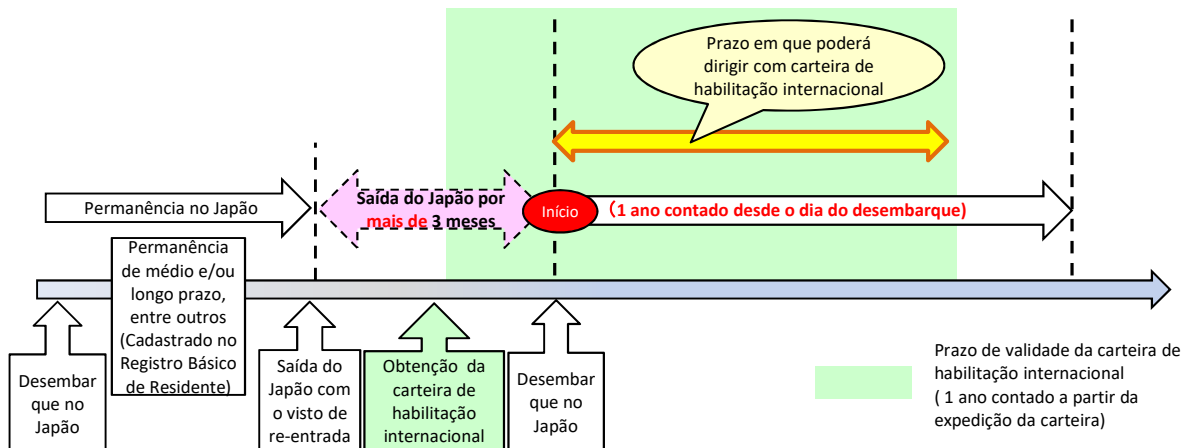 Prazo em que poderá
dirigir com carteira de
habilitação internacional
Permanência no Japão
Saída do Japão por
mais de 3 meses
Início
(1 ano contado desde o dia do desembarque)
Permanência
de médio e/ou
longo prazo,
entre outros
(Cadastrado no
Registro Básico
de Residente)
Desembar
que no
Japão
Saída do
Japão com
o visto de
re-entrada
Obtenção da
carteira de
habilitação
internacional
Desembar
que no
Japão
Prazo de validade da carteira de
habilitação internacional
( 1 ano contado a partir da
expedição da carteira)